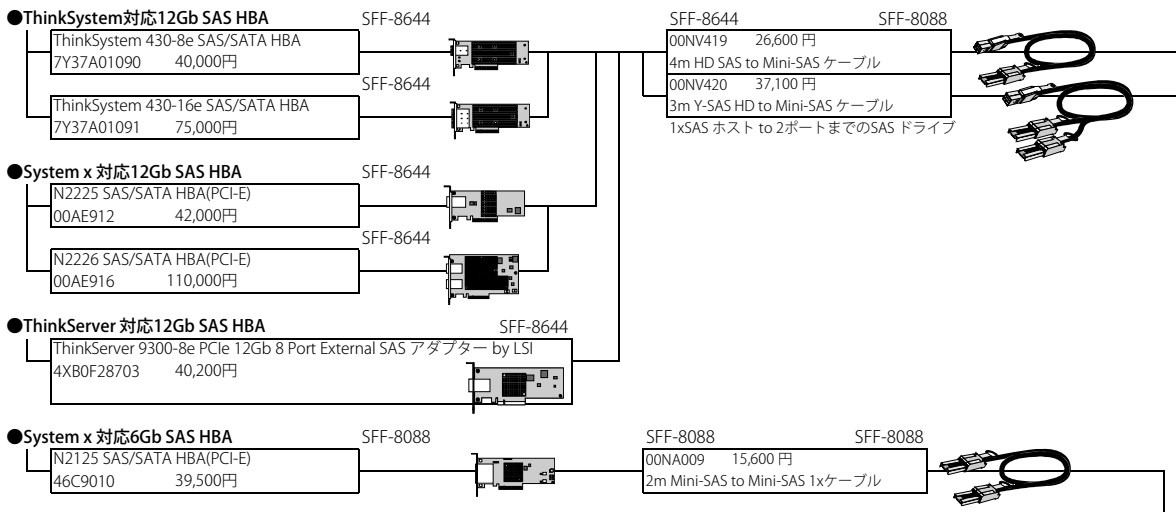 ●ThinkSystem対応12Gb SAS HBA SFF-8644
ThinkSystem 430-8e SAS/SATA HBA
7Y37A01090 40,000円
SFF-8644
ThinkSystem 430-16e SAS/SATA HBA
7Y37A01091 75,000円
SFF-8644 SFF-8088
00NV419 26,600 円
4m HD SAS to Mini-SAS ケーブル
00NV420 37,100 円
3m Y-SAS HD to Mini-SAS ケーブル
1xSAS ホスト to 2ポートまでのSAS ドライブ
●System x 対応12Gb SAS HBA SFF-8644
N2225 SAS/SATA HBA(PCI-E)
00AE912 42,000円
SFF-8644
N2226 SAS/SATA HBA(PCI-E)
00AE916 110,000円
●ThinkServer 対応12Gb SAS HBA SFF-8644
ThinkServer 9300-8e PCIe 12Gb 8 Port External SAS アダプター by LSI
4XB0F28703 40,200円
●System x 対応6Gb SAS HBA SFF-8088
N2125 SAS/SATA HBA(PCI-E)
46C9010 39,500円
SFF-8088 SFF-8088
00NA009 15,600 円
2m Mini-SAS to Mini-SAS 1xケーブル